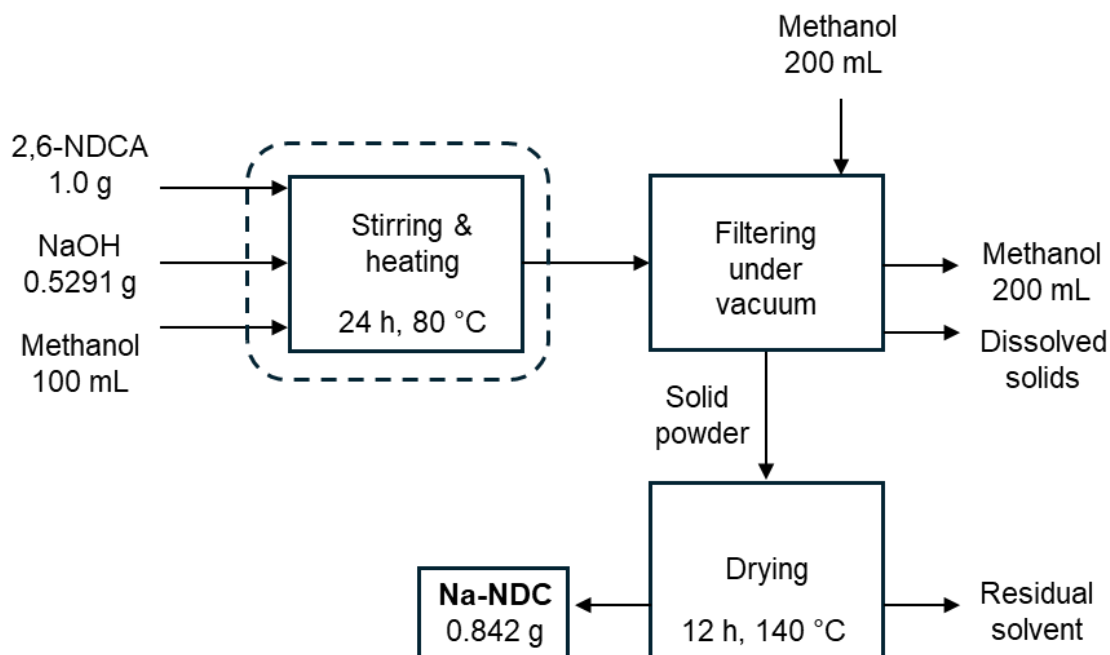 Methanol
200 mL
2,6-NDCA
1.0 g
NaOH
0.5291 g
Methanol
100 mL
Stirring &
heating
24 h, 80 °C
Filtering
under
vacuum
Methanol
200 mL
Dissolved
solids
Solid
powder
Drying
12 h, 140 °C
Na-NDC
0.842 g
Residual
solvent